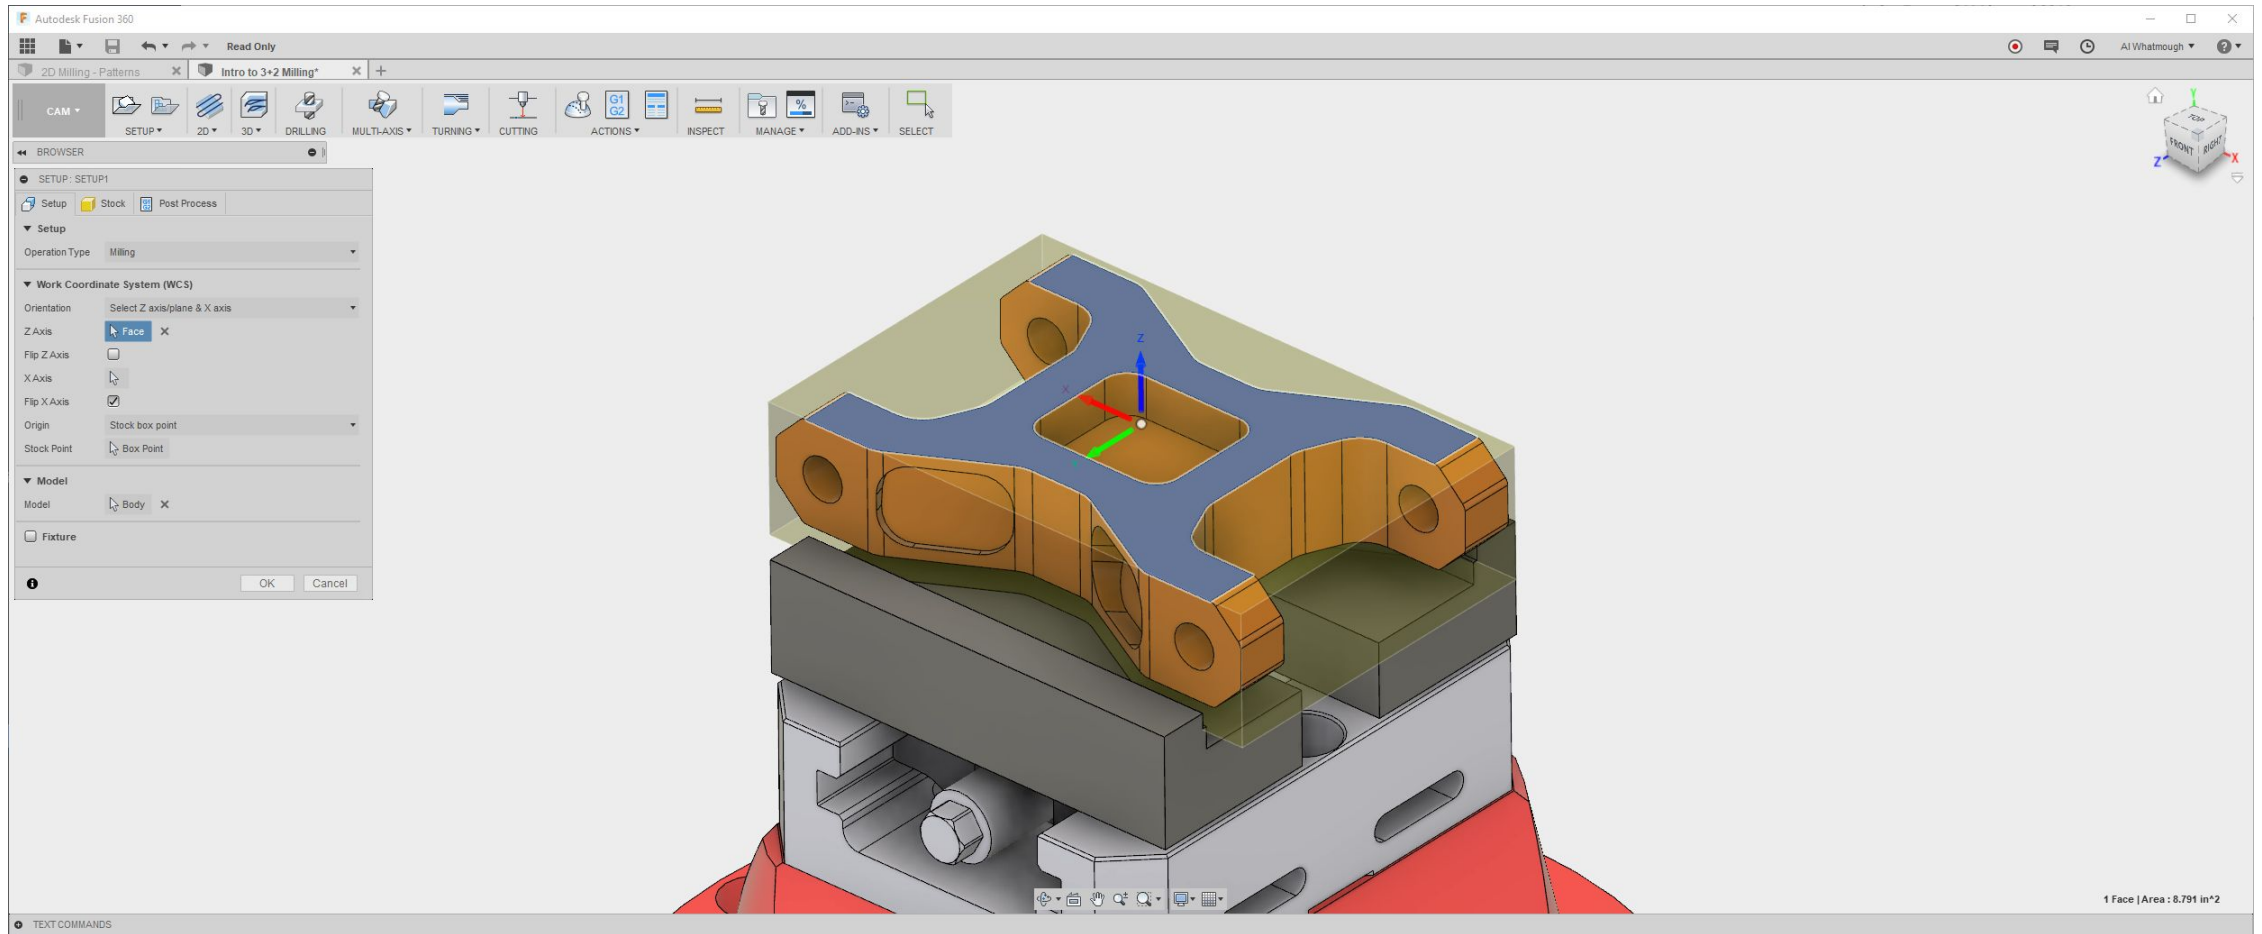 Autodesk Fusion 360
Read Only
Al Whatmough
2D Milling - Patterns
Intro to 3+2 Milling*
CAM
G1
G2
%
SETUP
2D
3D
DRILLING
MULTI-AXIS
TURNING
CUTTING
ACTIONS
INSPECT
MANAGE
ADD-INS
SELECT
BROWSER
Y
TOP
FRONT
RIGHT
Z
X
SETUP : SETUP1
Setup
Stock
Post Process
Setup
Operation Type
Milling
Work Coordinate System (WCS)
Orientation
Select Z axis/plane & X axis
Z Axis
Face
Flip Z Axis
X Axis
Flip X Axis
Origin
Stock box point
Stock Point
Box Point
Model
Model
Body
Fixture
OK
Cancel
Z
X
1 Face | Area : 8.791 in^2
TEXT COMMANDS